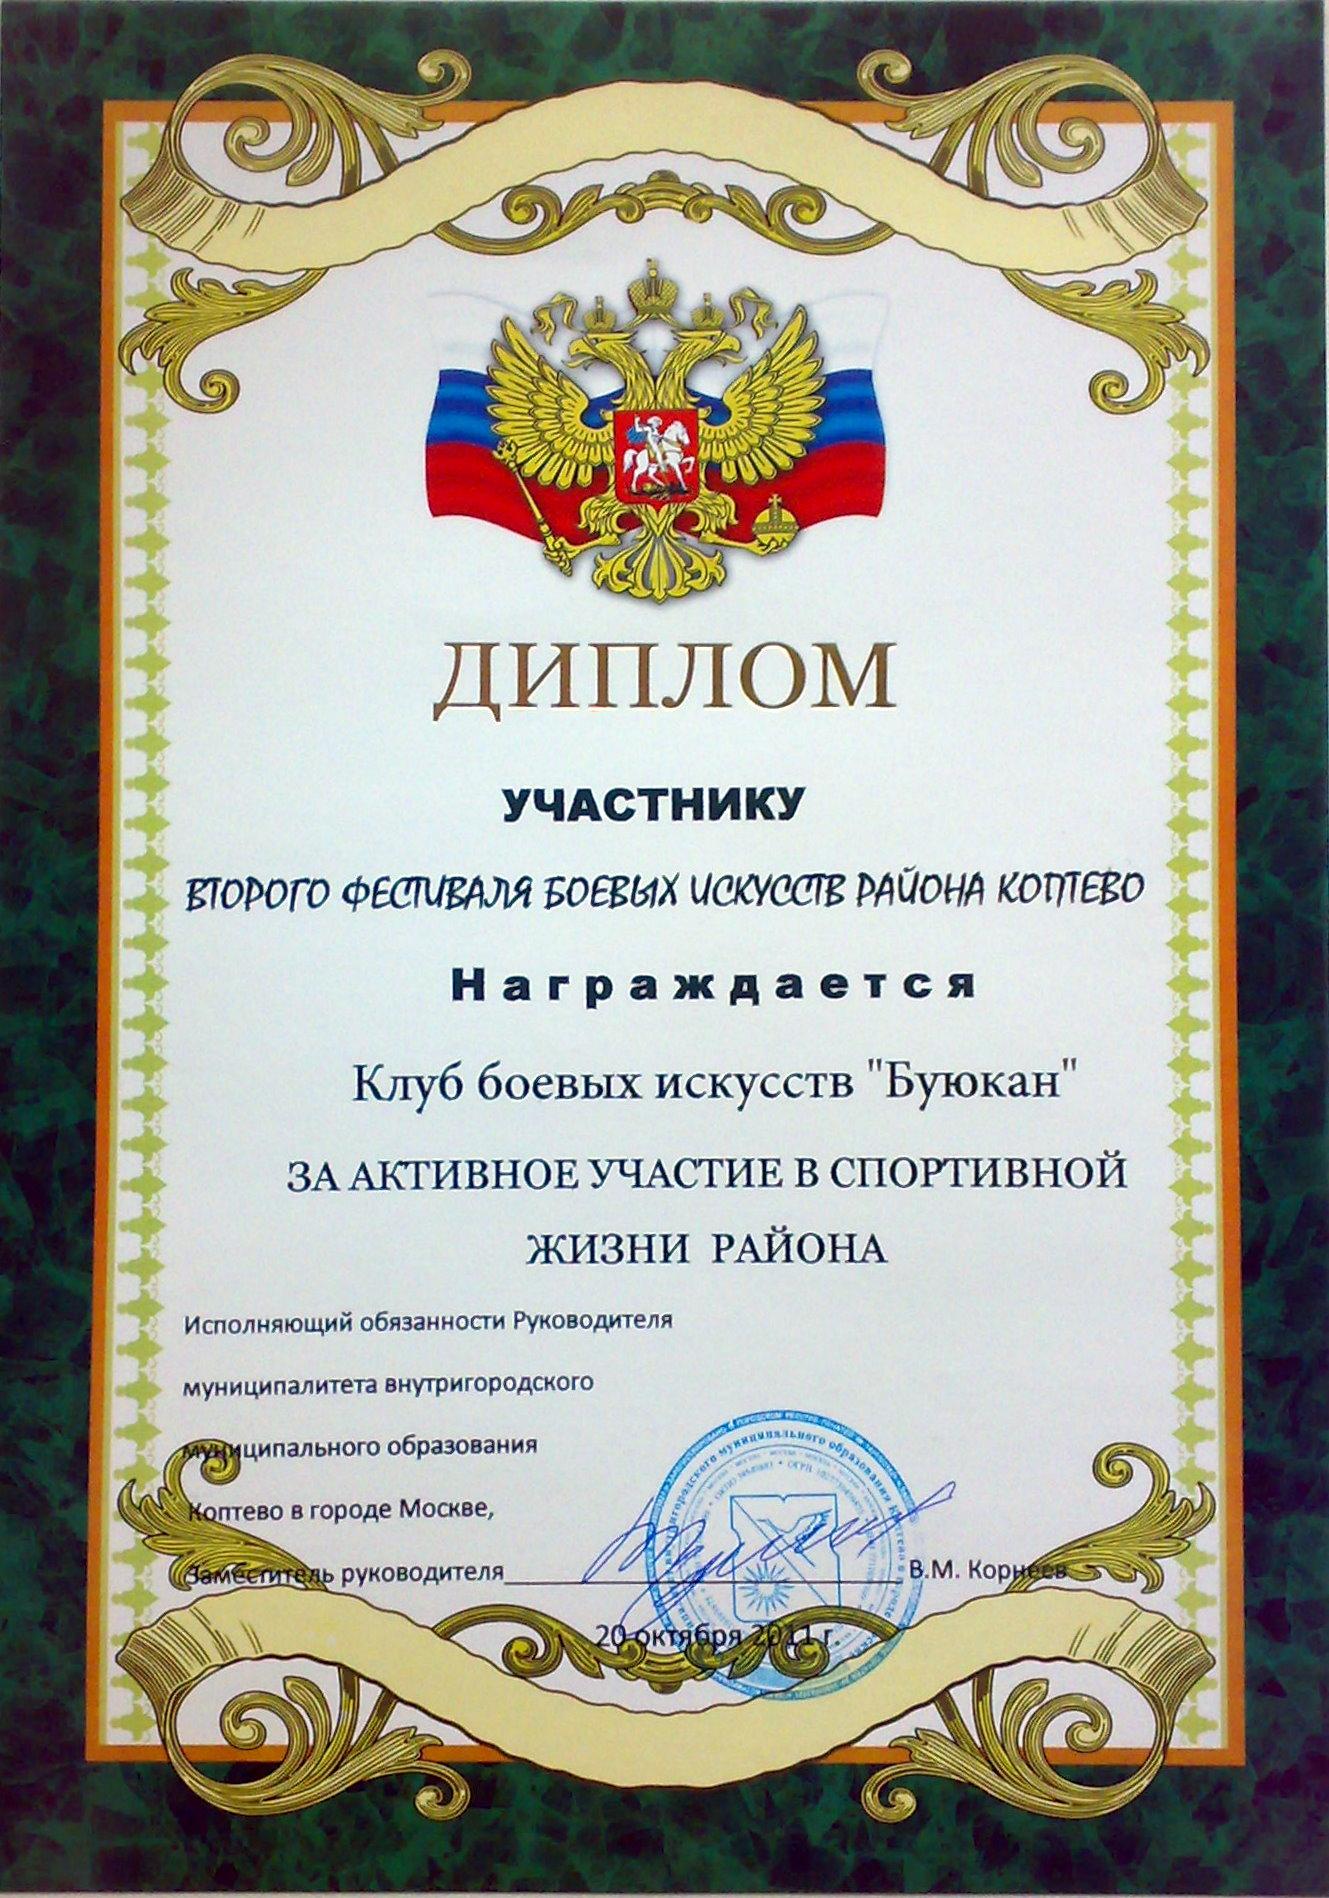 ДИПЛОМ
УЧАСТНИКУ
ВТОРОГО ФЕСТИВАЛЯ БОЕВЫХ ИСКУССТВ РАЙОНА КОПТЕВО
Награждается
Клуб боевых искусств "Буюкан"
ЗА АКТИВНОЕ УЧАСТИЕ В СПОРТИВНОЙ
ЖИЗНИ РАЙОНА
Исполняющий обязанности Руководителя
муниципалитета внутригородского
муниципального образования
Коптево в городе Москве,
Заместитель руководителя В.М. Корнеев
20 октября 2011 г.